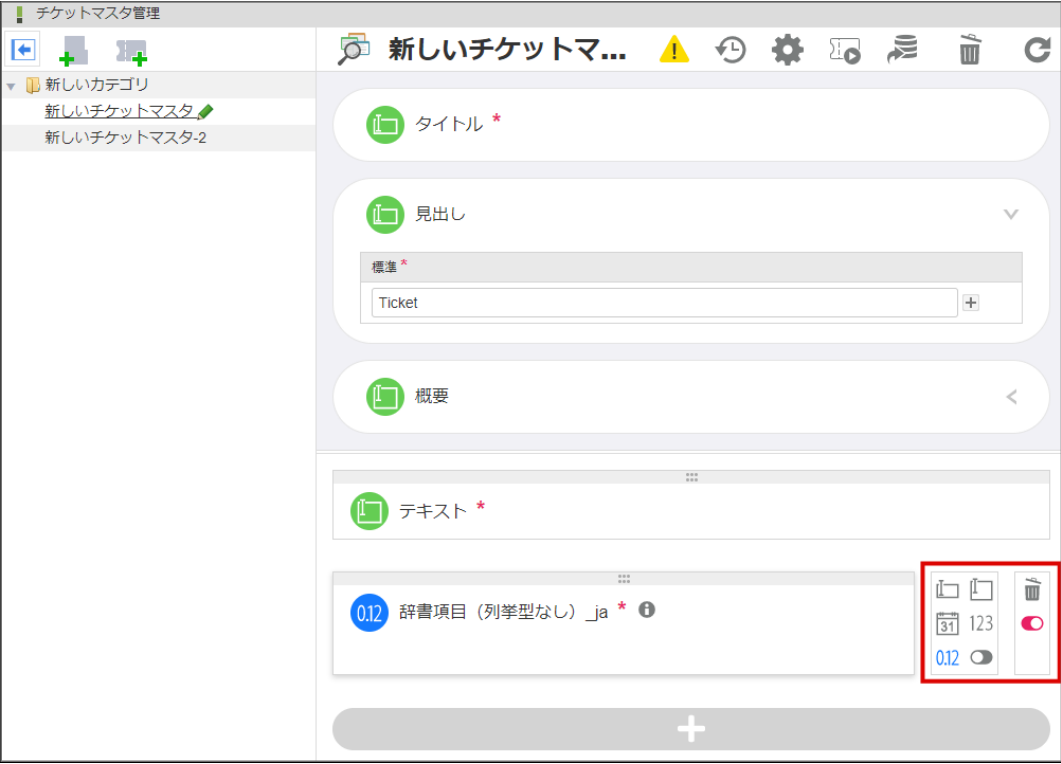 チケットマスタ管理
新しいチケットマ...
新しいカテゴリ
新しいチケットマスタ
新しいチケットマスタ-2
タイトル *
見出し
標準 *
Ticket
概要
テキスト *
0.12 辞書項目（列挙型なし）_ja *
31 123
0.12